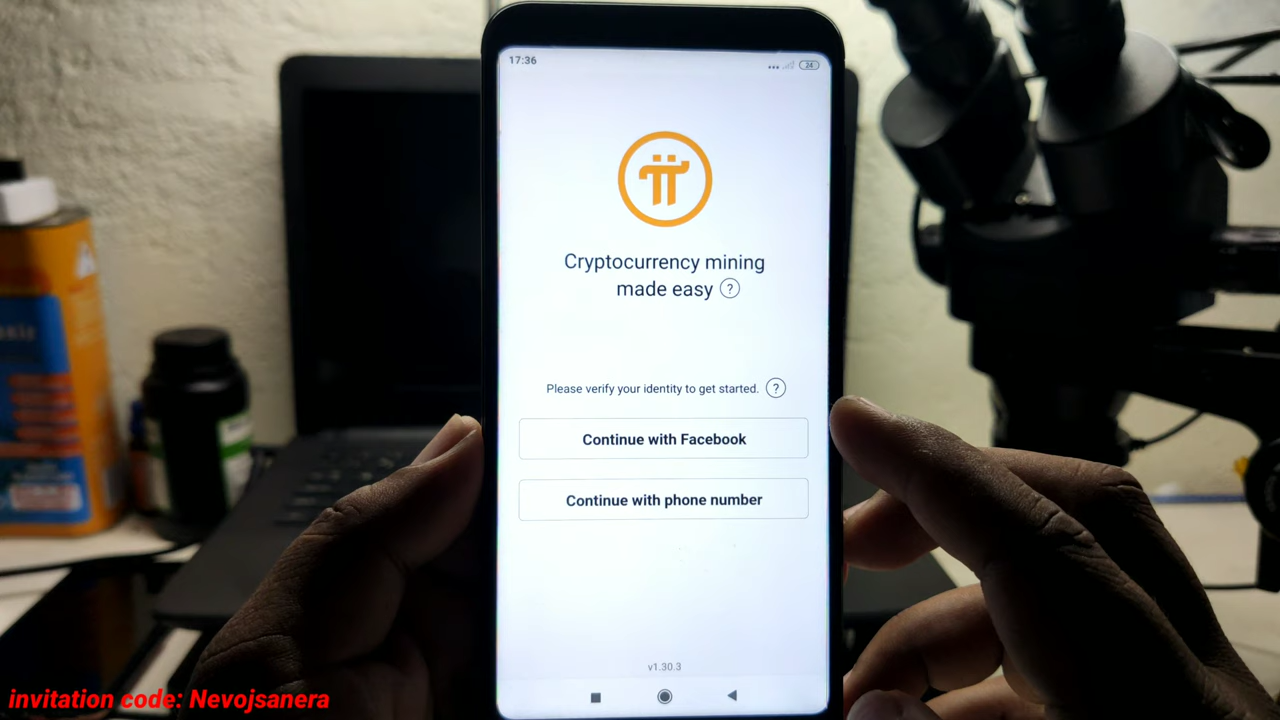 17:36
24
Cryptocurrency mining
made easy ?
Please verify your identity to get started. ?
Continue with Facebook
Continue with phone number
v1.30.3
invitation code: Nevojsanera